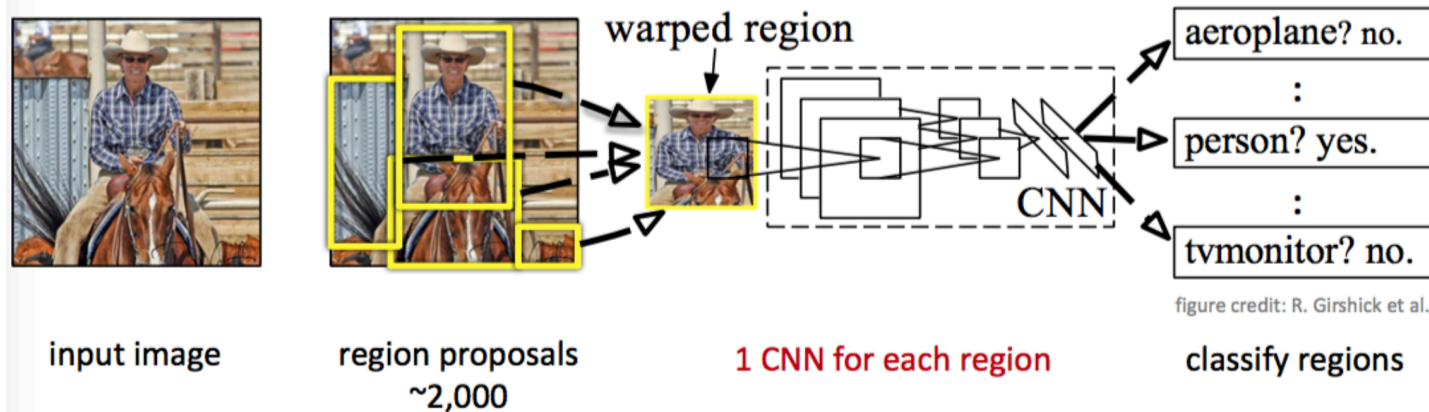 warped region
aeroplane? no.
:
person? yes.
CNN
:
tvmonitor? no.
figure credit: R. Girshick et al.
input image
region proposals
~2,000
1 CNN for each region
classify regions